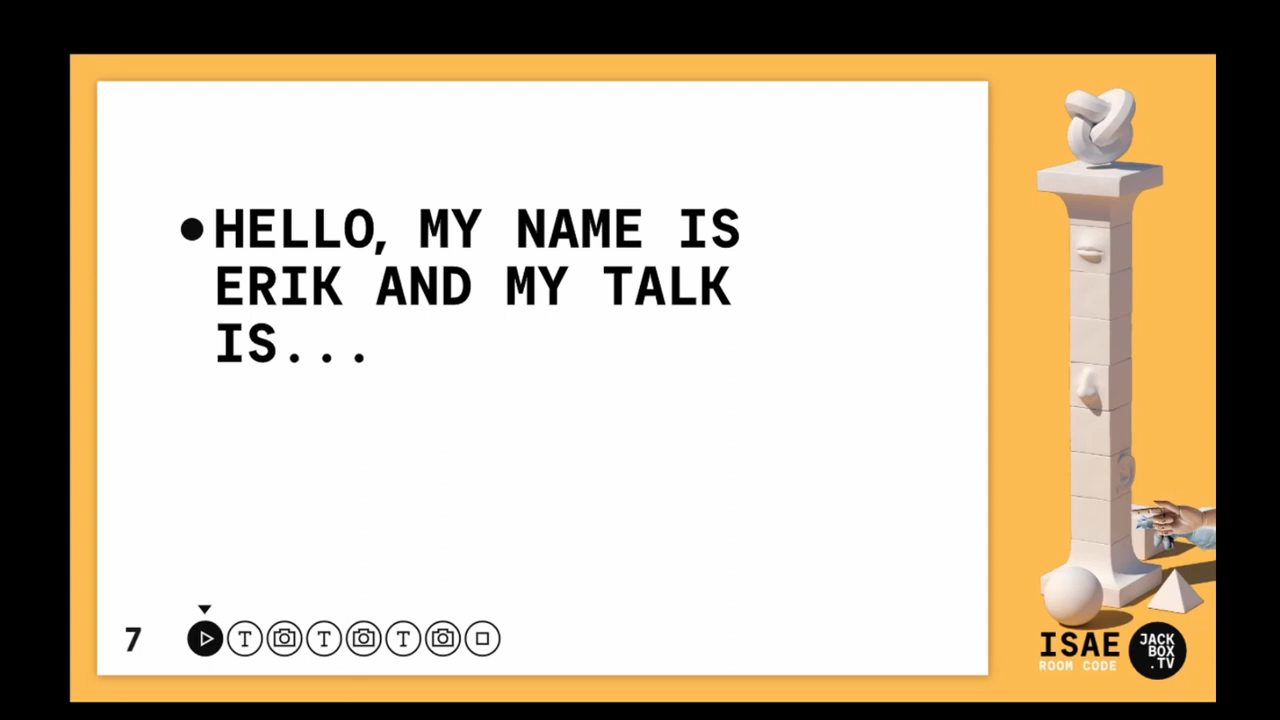 HELLO, MY NAME IS
ERIK AND MY TALK
IS...
7
T T T
ISAE
ROOM CODE
JACK
BOX
.TV